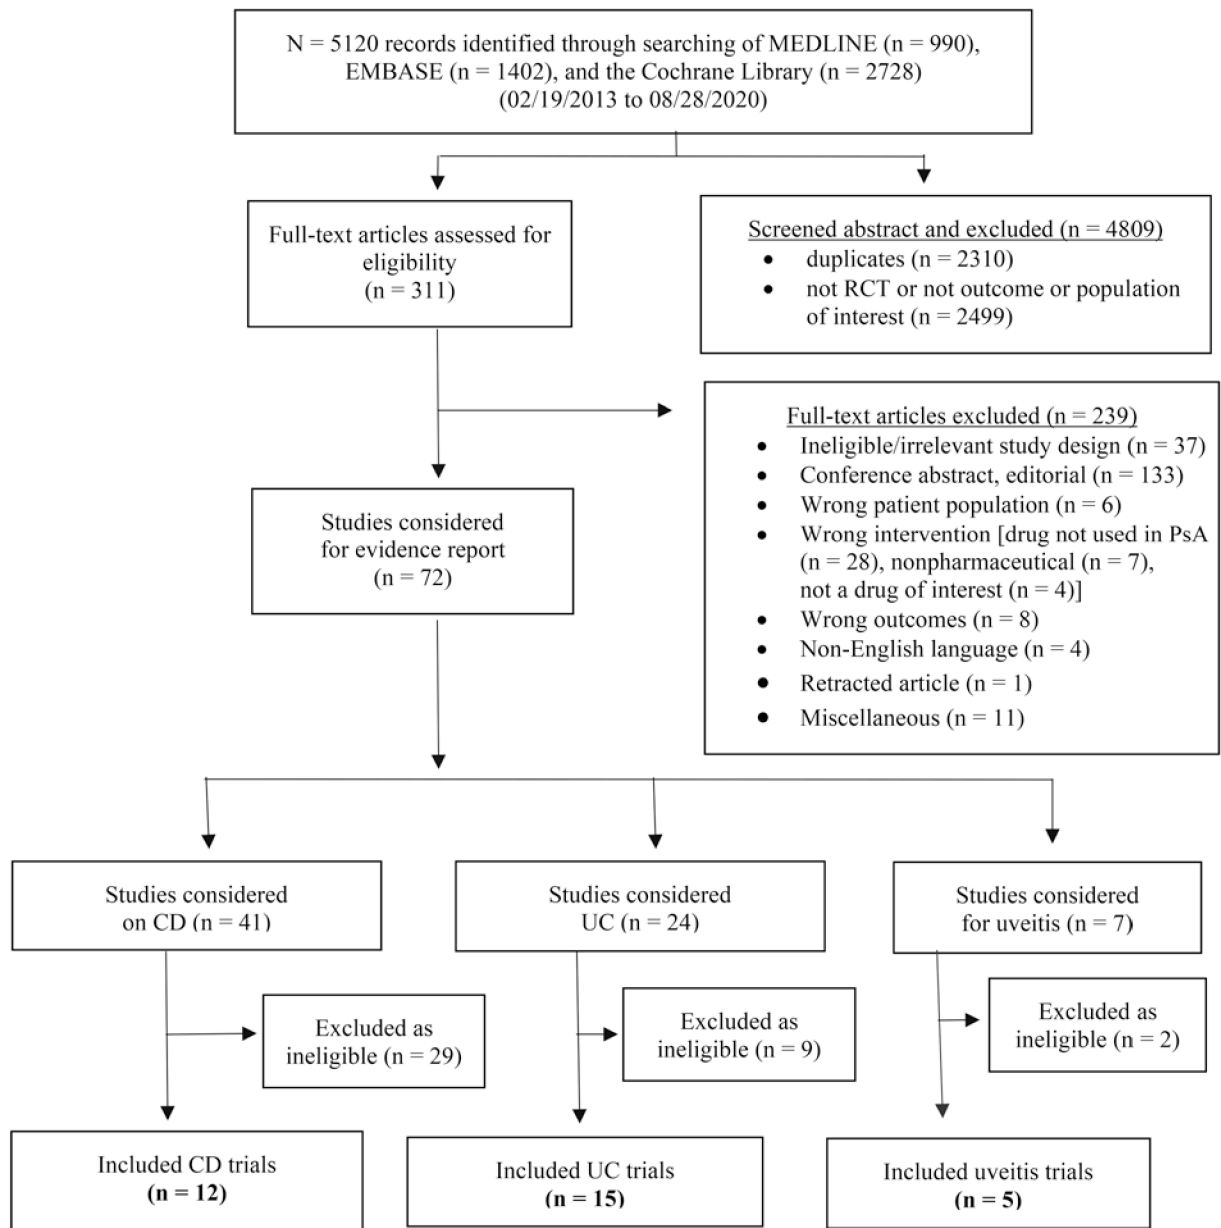 N = 5120 records identified through searching of MEDLINE (n = 990),
EMBASE (n = 1402), and the Cochrane Library (n = 2728)
(02/19/2013 to 08/28/2020)
Full-text articles assessed for
eligibility
(n = 311)
Screened abstract and excluded (n = 4809)
• duplicates (n = 2310)
• not RCT or not outcome or population
of interest (n = 2499)
Full-text articles excluded (n = 239)
• Ineligible/irrelevant study design (n = 37)
• Conference abstract, editorial (n = 133)
• Wrong patient population (n = 6)
• Wrong intervention [drug not used in PsA
(n = 28), nonpharmaceutical (n = 7),
not a drug of interest (n = 4)]
• Wrong outcomes (n = 8)
• Non-English language (n = 4)
• Retracted article (n = 1)
• Miscellaneous (n = 11)
Studies considered
for evidence report
(n = 72)
Studies considered
on CD (n = 41)
Studies considered
UC (n = 24)
Studies considered
for uveitis (n = 7)
Excluded as
ineligible (n = 29)
Excluded as
ineligible (n = 9)
Excluded as
ineligible (n = 2)
Included CD trials
(n = 12)
Included UC trials
(n = 15)
Included uveitis trials
(n = 5)